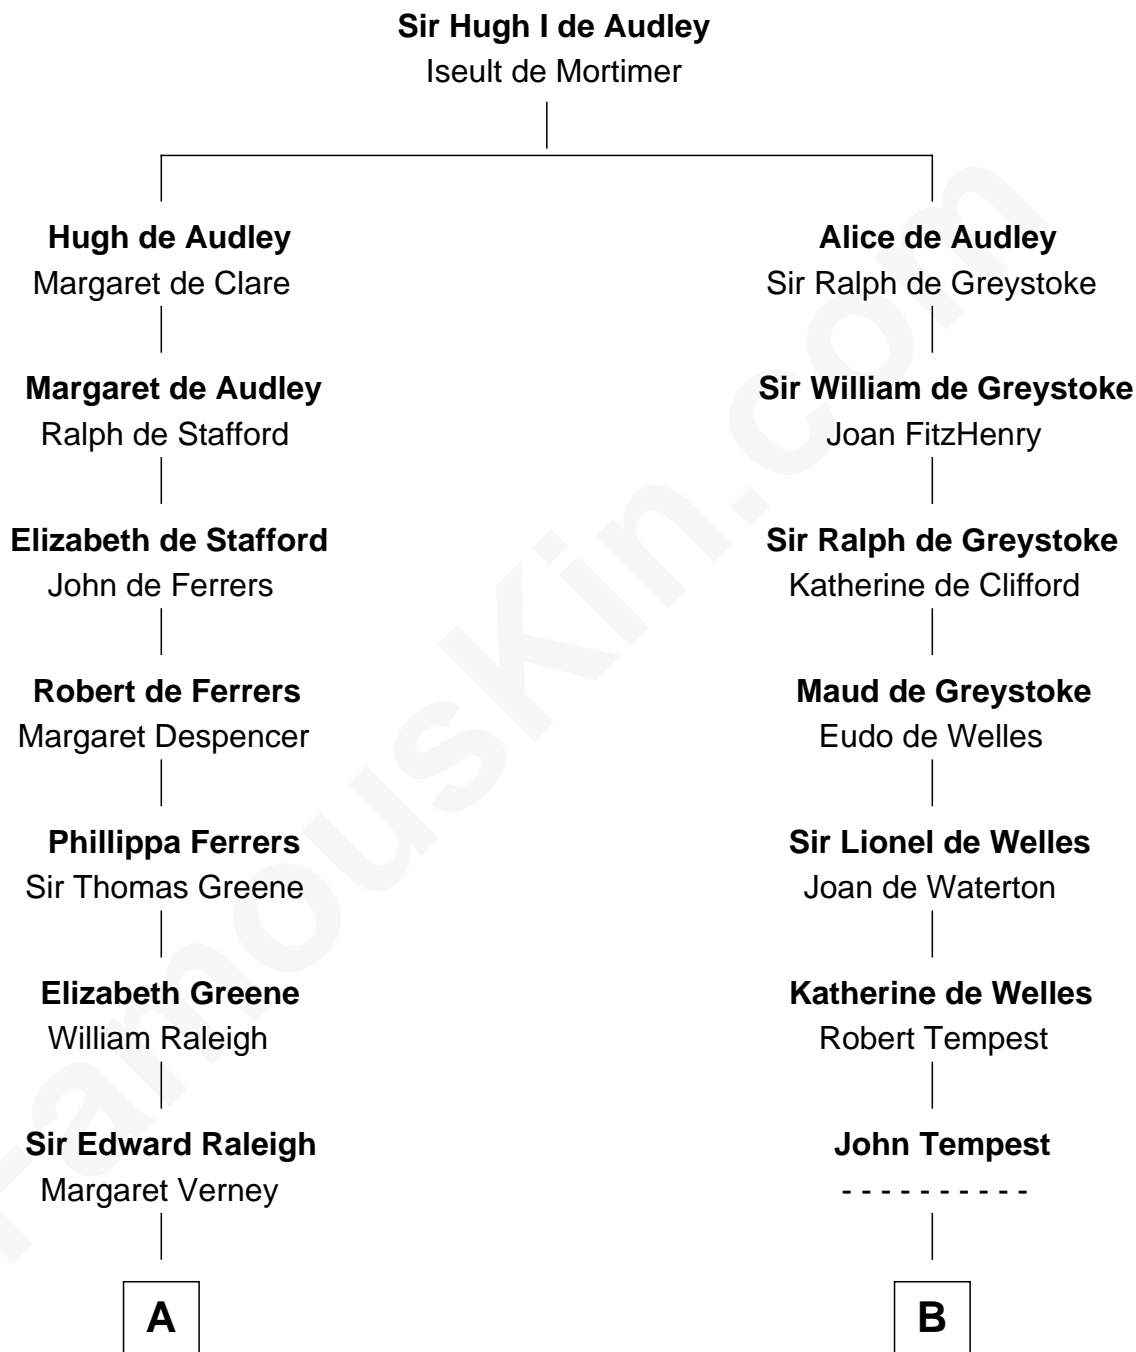 Sir Hugh I de Audley
Iseult de Mortimer
Hugh de Audley
Margaret de Clare
Alice de Audley
Sir Ralph de Greystoke
Margaret de Audley
Ralph de Stafford
Sir William de Greystoke
Joan FitzHenry
Elizabeth de Stafford
John de Ferrers
Sir Ralph de Greystoke
Katherine de Clifford
Robert de Ferrers
Margaret Despencer
Maud de Greystoke
Eudo de Welles
Phillippa Ferrers
Sir Thomas Greene
Sir Lionel de Welles
Joan de Waterton
Elizabeth Greene
William Raleigh
Katherine de Welles
Robert Tempest
Sir Edward Raleigh
Margaret Verney
John Tempest
- - - - - - - - - -
A
B
FamousKin.com